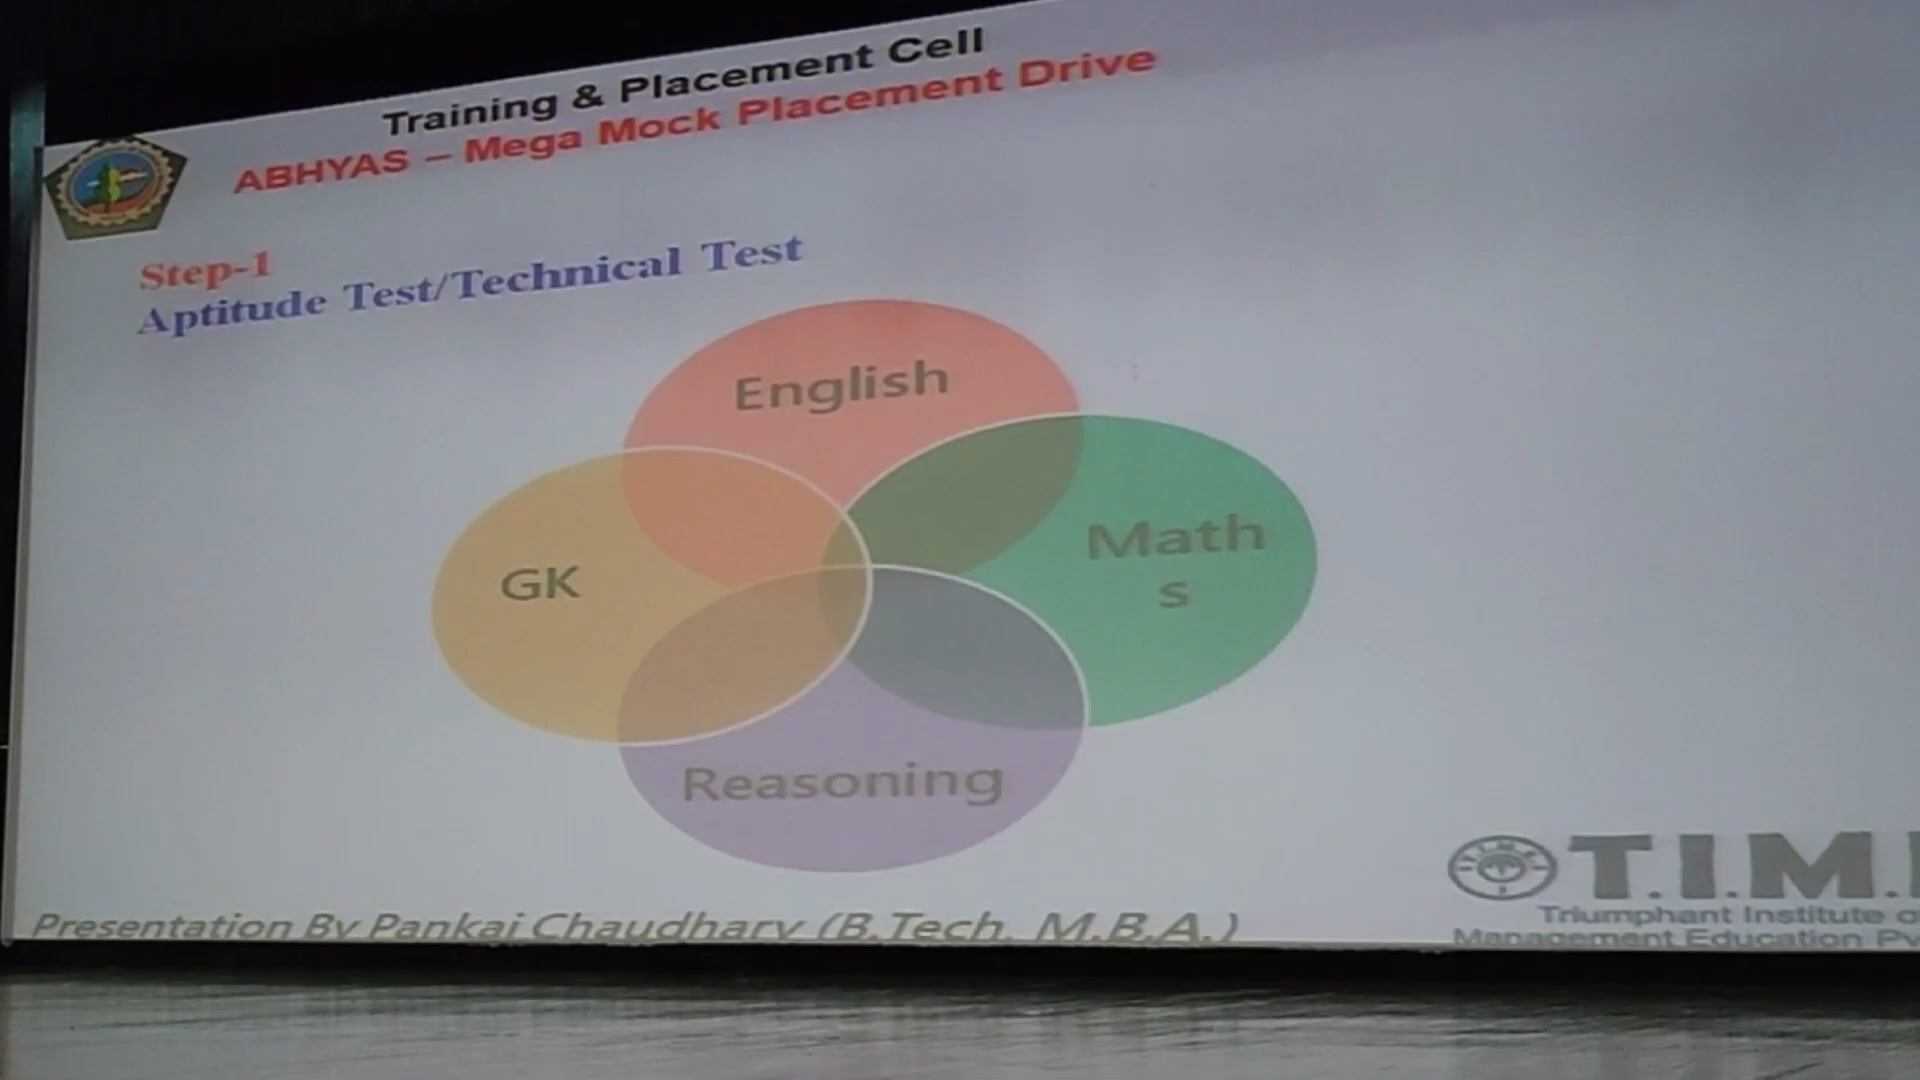 Training & Placement Cell
ABHYAS – Mega Mock Placement Drive
Step-1
Aptitude Test/Technical Test
English
GK
Math
s
Reasoning
Presentation By Pankaj Chaudhary (B.Tech, M.B.A.)
T.I.M.
Triumphant Institute o
Management Education Pv